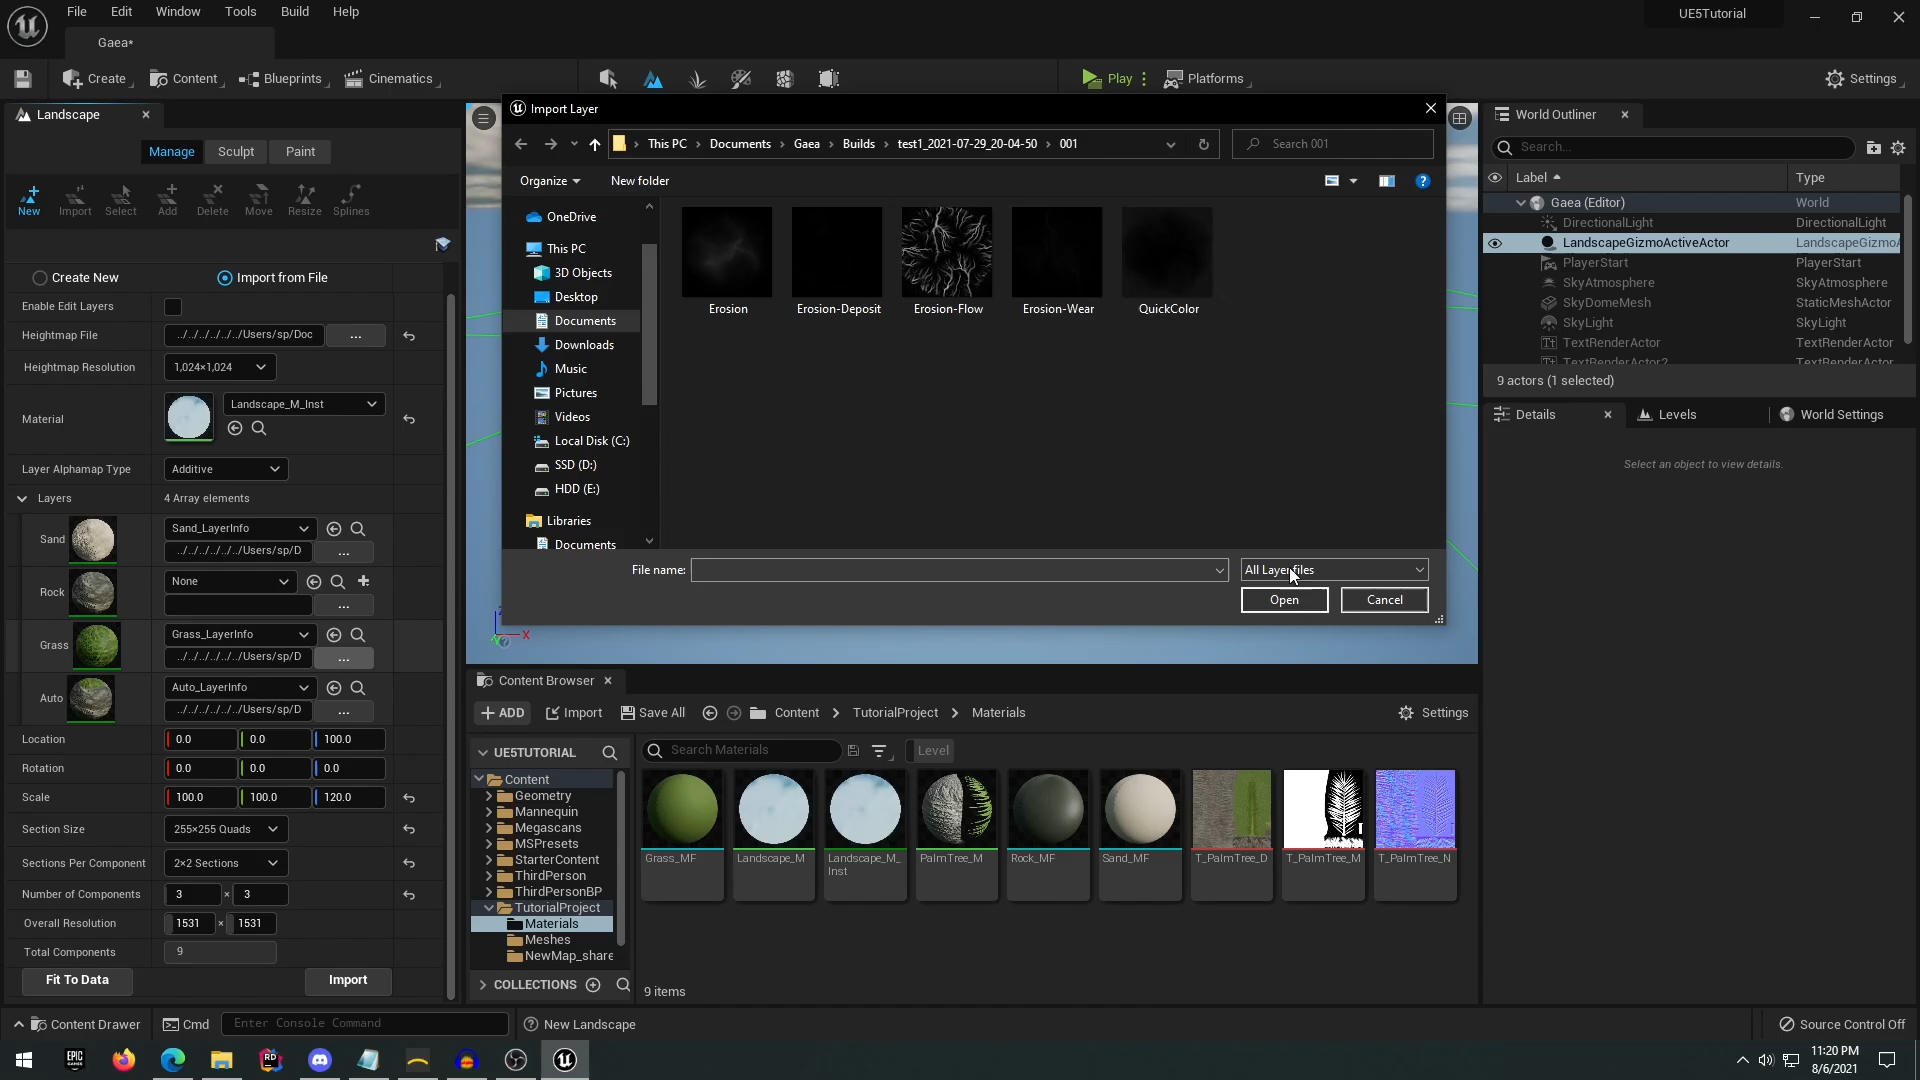 File Edit Window Tools Build Help
UE5Tutorial
Gaea*
Create Content Blueprints Cinematics Play Platforms Settings
Landscape
Manage Sculpt Paint
New Import Select Add Delete Move Resize Splines
Create New Import from File
Enable Edit Layers
Heightmap File ../../../../../../Users/sp/Doc ...
Heightmap Resolution 1,024×1,024
Material Landscape_M_Inst
Layer Alphamap Type Additive
Layers 4 Array elements
Sand Sand_LayerInfo
../../../../../../Users/sp/D ...
Rock None
...
Grass Grass_LayerInfo
../../../../../../Users/sp/D ...
Auto Auto_LayerInfo
../../../../../../Users/sp/D ...
Location 0.0 0.0 100.0
Rotation 0.0 0.0 0.0
Scale 100.0 100.0 120.0
Section Size 255×255 Quads
Sections Per Component 2×2 Sections
Number of Components 3 × 3
Overall Resolution 1531 × 1531
Total Components 9
Fit To Data Import
Import Layer
This PC Documents Gaea Builds test1_2021-07-29_20-04-50 001
Search 001
Organize New folder
OneDrive
This PC
3D Objects
Desktop
Documents
Downloads
Music
Pictures
Videos
Local Disk (C:)
SSD (D:)
HDD (E:)
Libraries
Documents
Erosion Erosion-Deposit Erosion-Flow Erosion-Wear QuickColor
File name: All Layer files
Open Cancel
X
World Outliner
Search...
Label Type
Gaea (Editor) World
DirectionalLight DirectionalLight
LandscapeGizmoActiveActor LandscapeGizmoA
PlayerStart PlayerStart
SkyAtmosphere SkyAtmosphere
SkyDomeMesh StaticMeshActor
SkyLight SkyLight
TextRenderActor TextRenderActor
TextRenderActor2 TextRenderActor
9 actors (1 selected)
Details Levels World Settings
Select an object to view details.
Content Browser
ADD Import Save All Content TutorialProject Materials Settings
UE5TUTORIAL
Search Materials Level
Content
Geometry
Mannequin
Megascans
MSPresets
StarterContent
ThirdPerson
ThirdPersonBP
TutorialProject
Materials
Meshes
NewMap_share
COLLECTIONS
Grass_MF Landscape_M Landscape_M_
Inst PalmTree_M Rock_MF Sand_MF T_PalmTree_D T_PalmTree_M T_PalmTree_N
9 items
Content Drawer Cmd Enter Console Command New Landscape Source Control Off
EPIC GAMES
RD
11:20 PM
8/6/2021